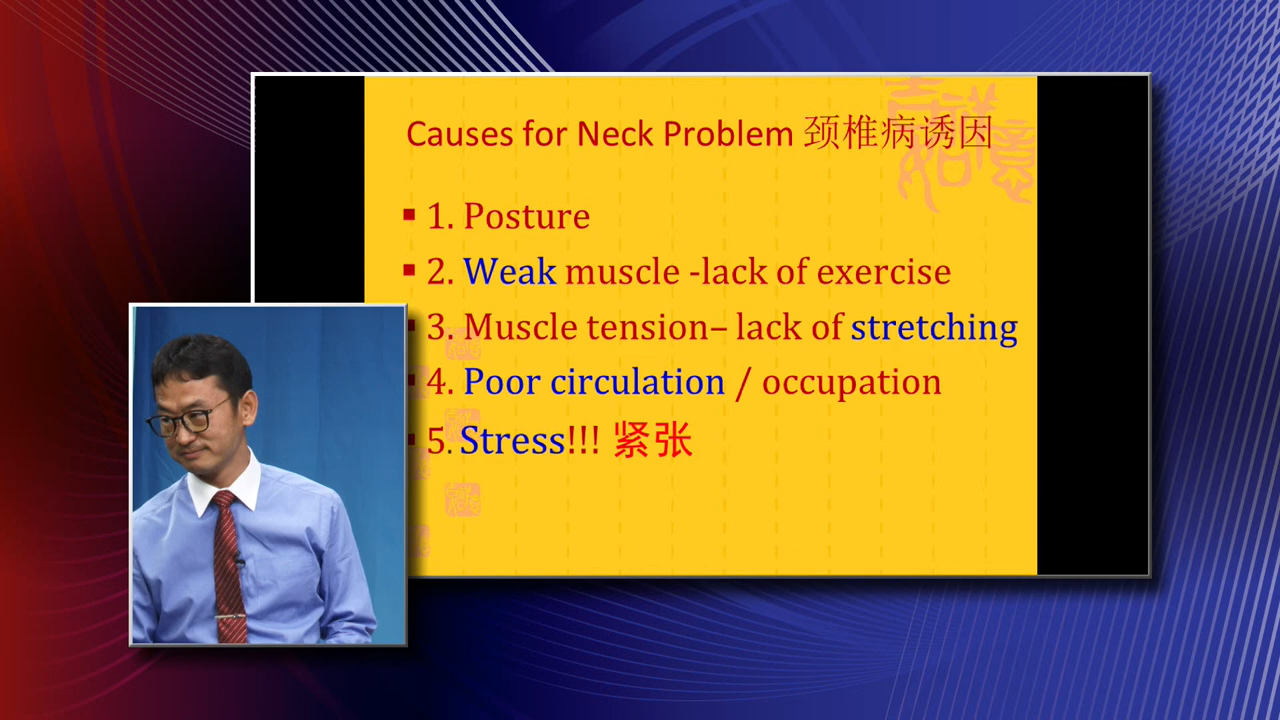 Causes for Neck Problem 颈椎病诱因
▪ 1. Posture
▪ 2. Weak muscle -lack of exercise
▪ 3. Muscle tension– lack of stretching
▪ 4. Poor circulation / occupation
▪ 5. Stress!!! 紧张